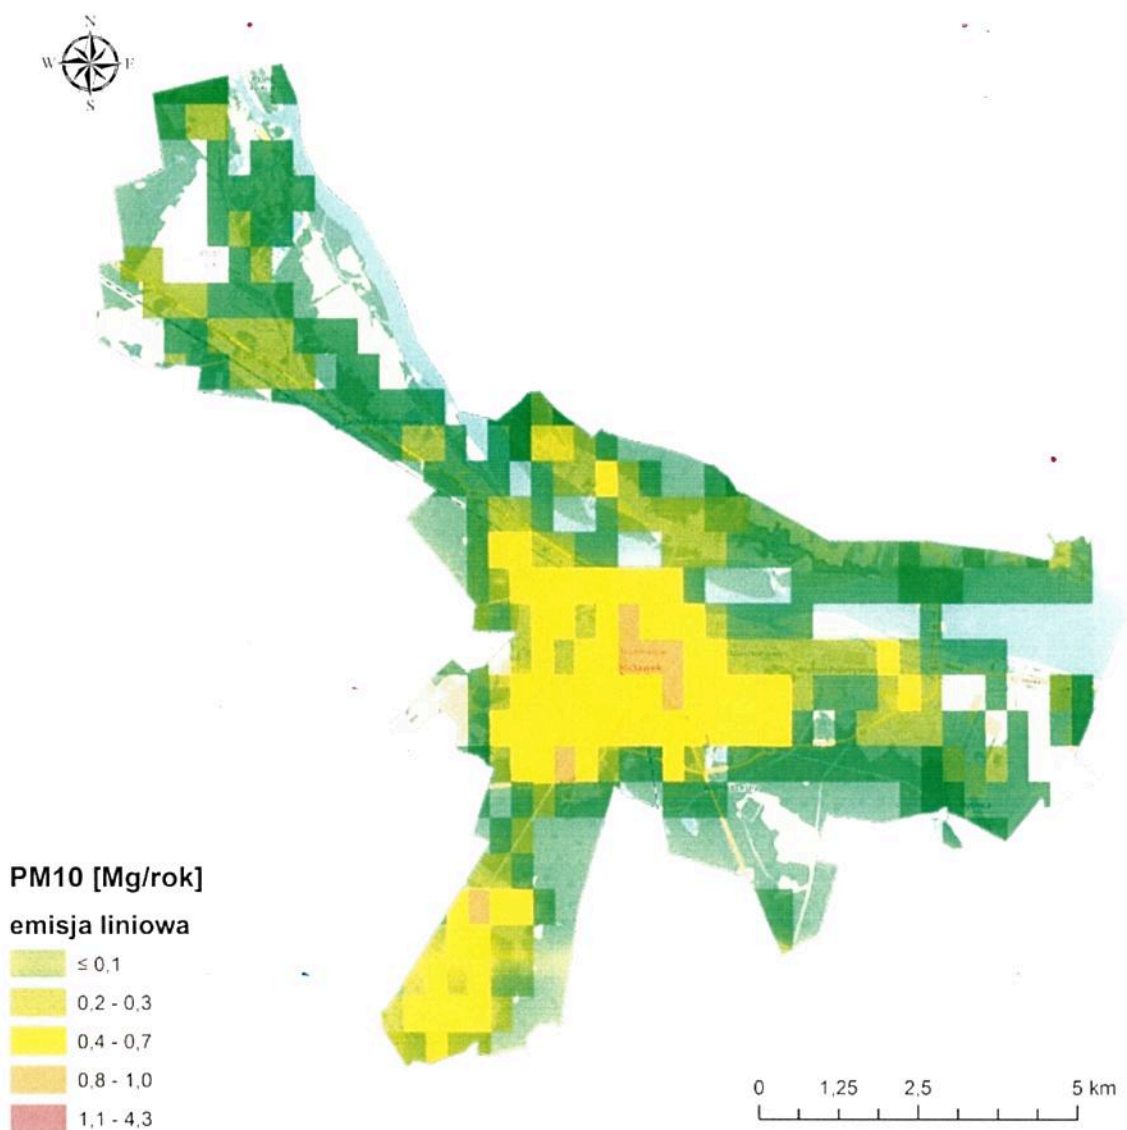 N
W E
S
PM10 [Mg/rok]
emisja liniowa
≤ 0,1
0,2 - 0,3
0,4 - 0,7
0,8 - 1,0
1,1 - 4,3
0 1,25 2,5 5 km